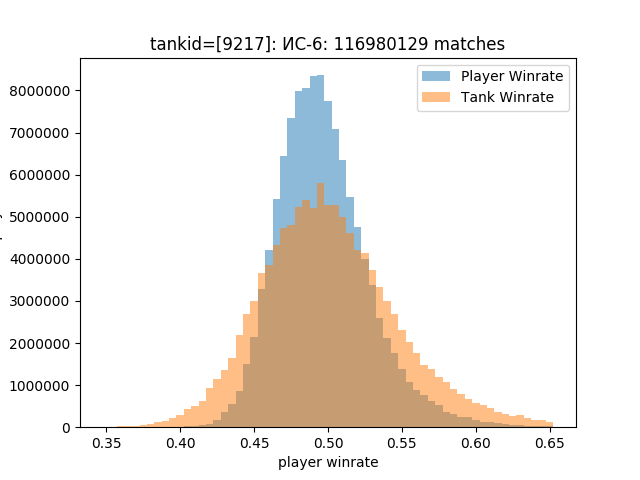 tankid=[9217]: ИС-6: 116980129 matches
Player Winrate
Tank Winrate
8000000
7000000
6000000
5000000
4000000
3000000
2000000
1000000
0
0.35 0.40 0.45 0.50 0.55 0.60 0.65
player winrate